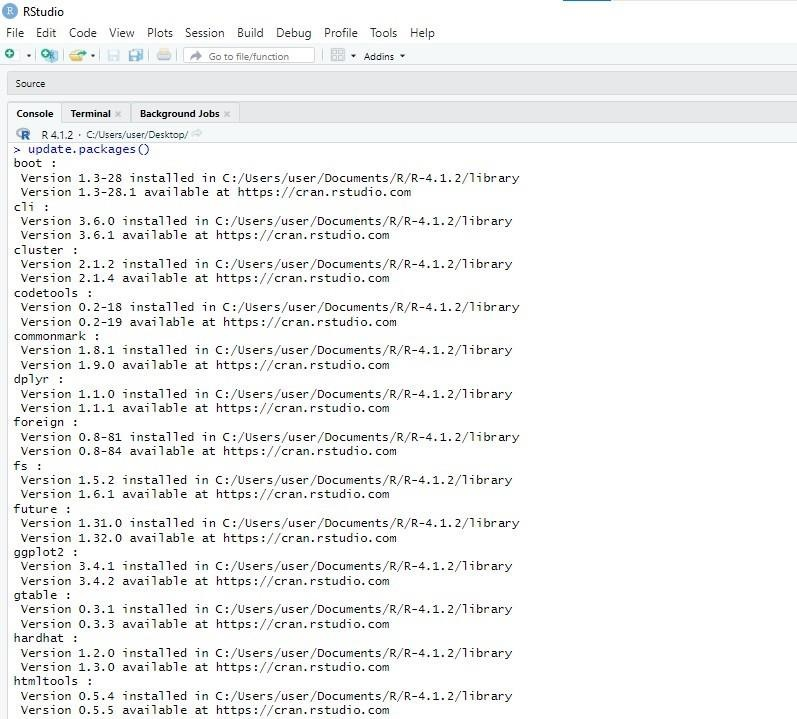 RStudio
File Edit Code View Plots Session Build Debug Profile Tools Help
Go to file/function Addins
Source
Console Terminal Background Jobs
R 4.1.2 · C:/Users/user/Desktop/
> update.packages()
boot :
Version 1.3-28 installed in C:/Users/user/Documents/R/R-4.1.2/library
Version 1.3-28.1 available at https://cran.rstudio.com
cli :
Version 3.6.0 installed in C:/Users/user/Documents/R/R-4.1.2/library
Version 3.6.1 available at https://cran.rstudio.com
cluster :
Version 2.1.2 installed in C:/Users/user/Documents/R/R-4.1.2/library
Version 2.1.4 available at https://cran.rstudio.com
codetools :
Version 0.2-18 installed in C:/Users/user/Documents/R/R-4.1.2/library
Version 0.2-19 available at https://cran.rstudio.com
commonmark :
Version 1.8.1 installed in C:/Users/user/Documents/R/R-4.1.2/library
Version 1.9.0 available at https://cran.rstudio.com
dplyr :
Version 1.1.0 installed in C:/Users/user/Documents/R/R-4.1.2/library
Version 1.1.1 available at https://cran.rstudio.com
foreign :
Version 0.8-81 installed in C:/Users/user/Documents/R/R-4.1.2/library
Version 0.8-84 available at https://cran.rstudio.com
fs :
Version 1.5.2 installed in C:/Users/user/Documents/R/R-4.1.2/library
Version 1.6.1 available at https://cran.rstudio.com
future :
Version 1.31.0 installed in C:/Users/user/Documents/R/R-4.1.2/library
Version 1.32.0 available at https://cran.rstudio.com
ggplot2 :
Version 3.4.1 installed in C:/Users/user/Documents/R/R-4.1.2/library
Version 3.4.2 available at https://cran.rstudio.com
gtable :
Version 0.3.1 installed in C:/Users/user/Documents/R/R-4.1.2/library
Version 0.3.3 available at https://cran.rstudio.com
hardhat :
Version 1.2.0 installed in C:/Users/user/Documents/R/R-4.1.2/library
Version 1.3.0 available at https://cran.rstudio.com
htmltools :
Version 0.5.4 installed in C:/Users/user/Documents/R/R-4.1.2/library
Version 0.5.5 available at https://cran.rstudio.com